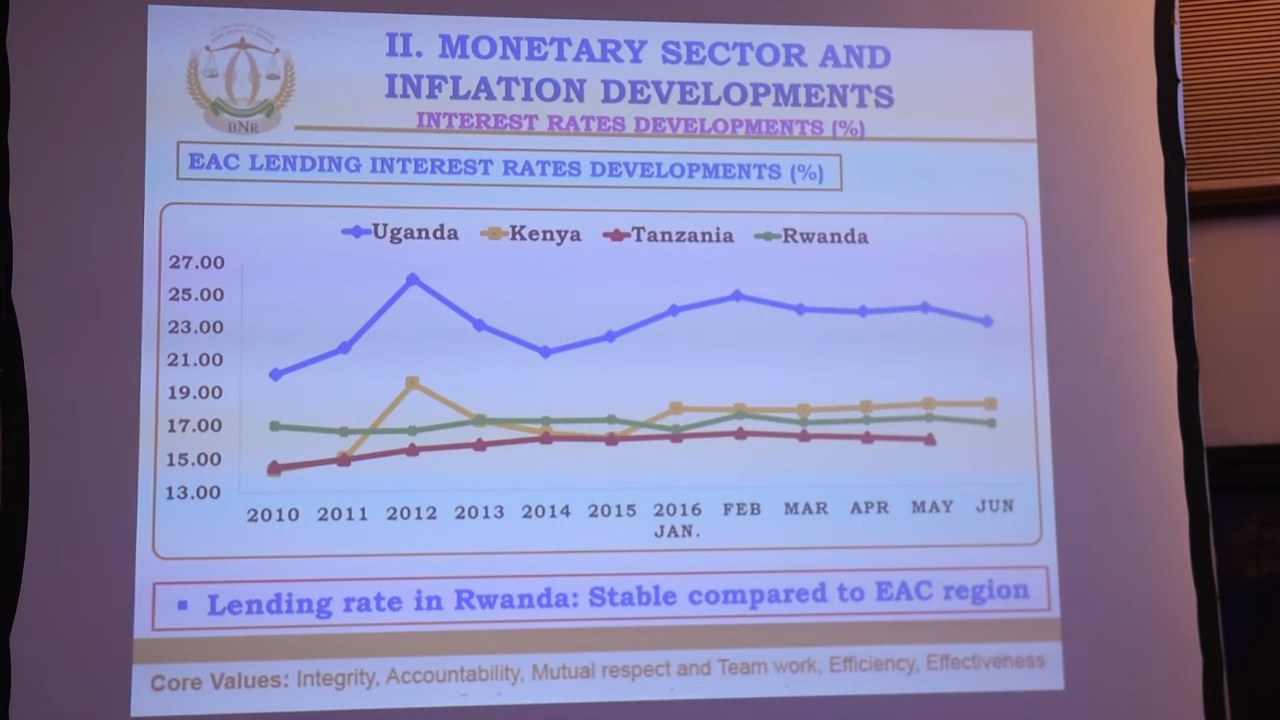 BNR
II. MONETARY SECTOR AND
INFLATION DEVELOPMENTS
INTEREST RATES DEVELOPMENTS (%)
EAC LENDING INTEREST RATES DEVELOPMENTS (%)
Uganda Kenya Tanzania Rwanda
27.00
25.00
23.00
21.00
19.00
17.00
15.00
13.00
2010 2011 2012 2013 2014 2015 2016 FEB MAR APR MAY JUN
JAN.
▪ Lending rate in Rwanda: Stable compared to EAC region
Core Values: Integrity, Accountability, Mutual respect and Team work, Efficiency, Effectiveness